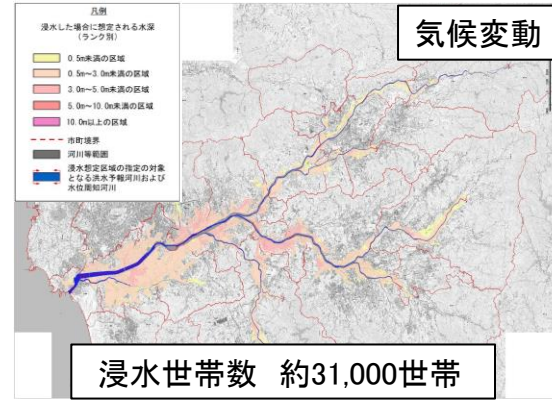 凡例
浸水した場合に想定される水深
(ランク別)
0.5m未満の区域
0.5m~3.0m未満の区域
3.0m~5.0m未満の区域
5.0m~10.0m未満の区域
10.0m以上の区域
市町境界
河川等範囲
浸水想定区域の指定の対象
となる洪水予報河川および
水位周知河川
気候変動
浸水世帯数 約31,000世帯